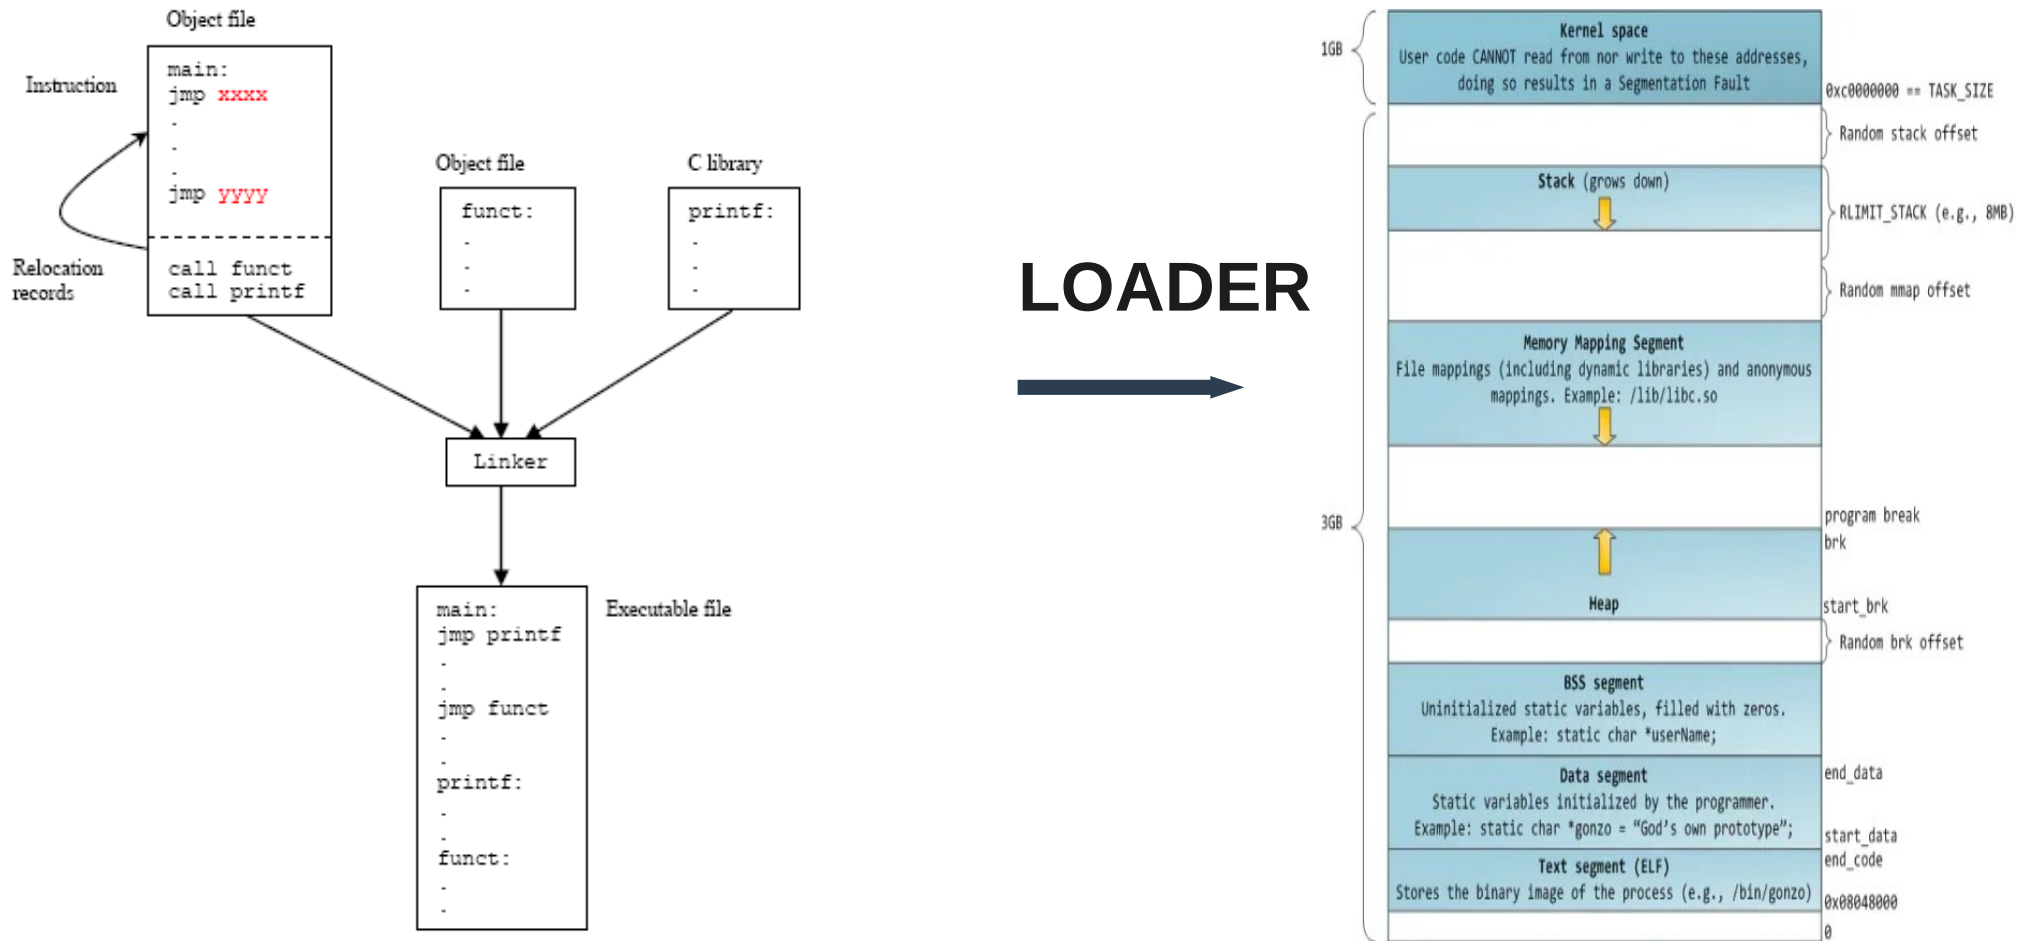 Object file
Instruction
main:
jmp xxxx
.
.
.
jmp yyyy
Relocation
records
call funct
call printf
Object file
funct:
.
.
.
C library
printf:
.
.
.
Linker
Executable file
main:
jmp printf
.
.
jmp funct
.
.
printf:
.
.
funct:
.
.
LOADER
1GB
Kernel space
User code CANNOT read from nor write to these addresses,
doing so results in a Segmentation Fault
0xc0000000 == TASK_SIZE
Random stack offset
Stack (grows down)
RLIMIT_STACK (e.g., 8MB)
Random mmap offset
Memory Mapping Segment
File mappings (including dynamic libraries) and anonymous
mappings. Example: /lib/libc.so
3GB
program break
brk
Heap
start_brk
Random brk offset
BSS segment
Uninitialized static variables, filled with zeros.
Example: static char *userName;
Data segment
Static variables initialized by the programmer.
Example: static char *gonzo = “God’s own prototype”;
end_data
start_data
Text segment (ELF)
Stores the binary image of the process (e.g., /bin/gonzo)
end_code
0x08048000
0